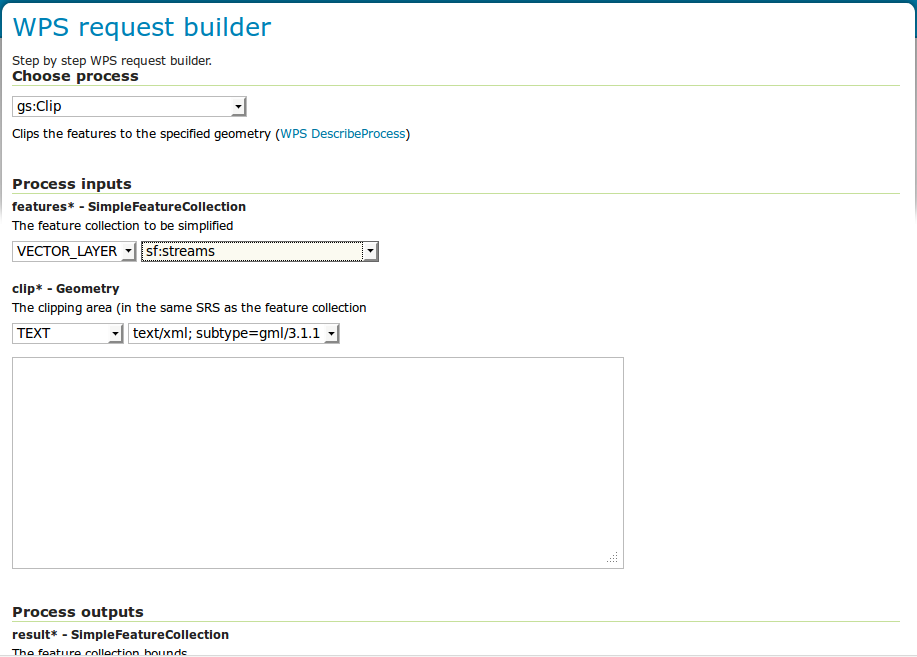 WPS request builder
Step by step WPS request builder.
Choose process
gs:Clip
Clips the features to the specified geometry (WPS DescribeProcess)
Process inputs
features* - SimpleFeatureCollection
The feature collection to be simplified
VECTOR_LAYER sf:streams
clip* - Geometry
The clipping area (in the same SRS as the feature collection
TEXT text/xml; subtype=gml/3.1.1
Process outputs
result* - SimpleFeatureCollection
The feature collection bounds